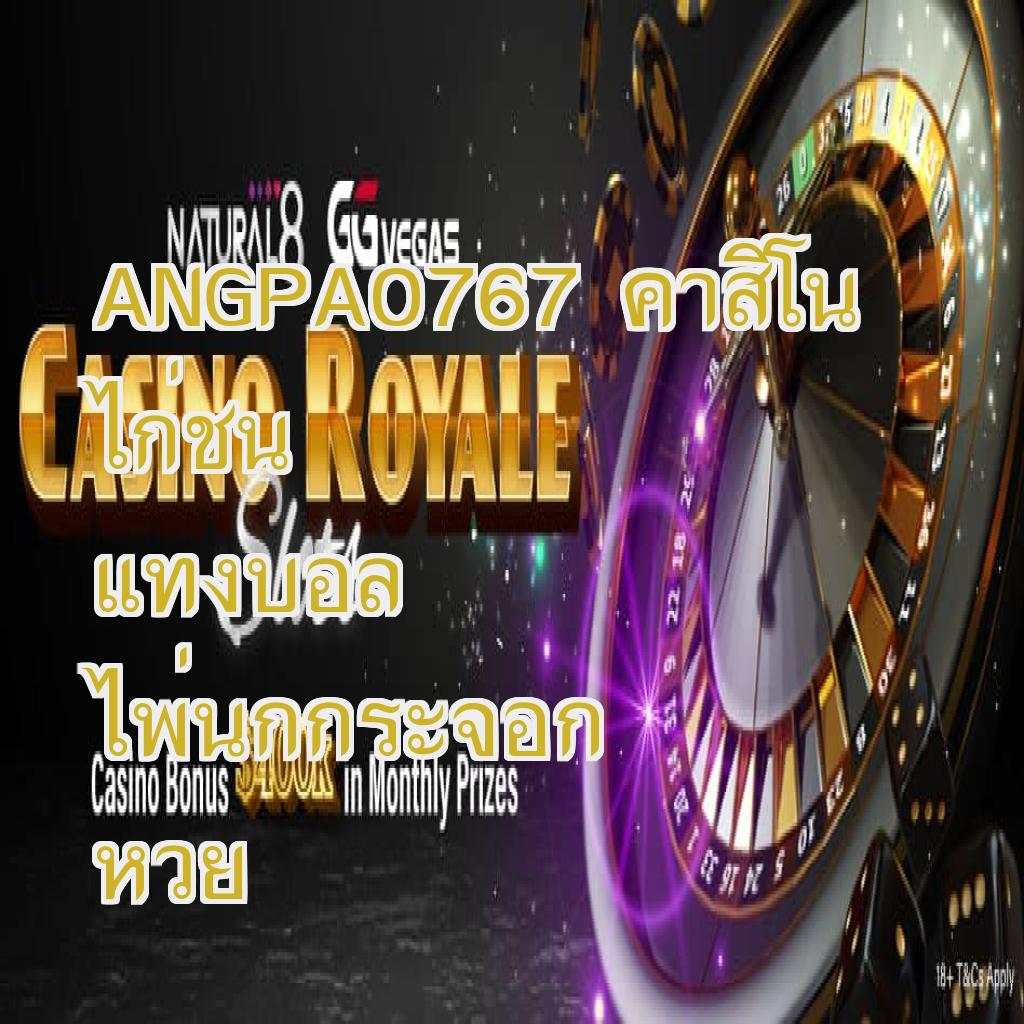 NATURAL8 GGVEGAS
ANGPAO767 คาสิโน
CASINO ROYALE
ไก่ชน
Slots
แทงบอล
ไพ่นกกระจอก
Casino Bonus $400K in Monthly Prizes
หวย
18+ T&Cs Apply